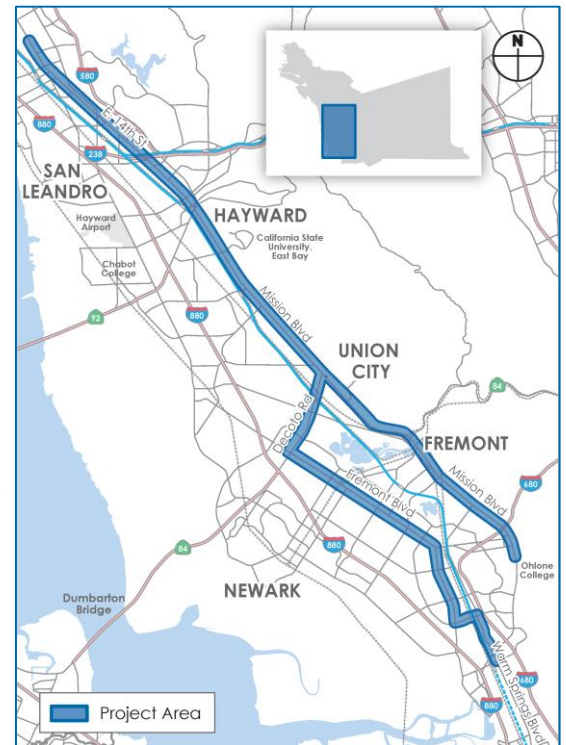 N
580
880
E. 14th St
238
SAN
LEANDRO
Hayward
Airport
HAYWARD
California State
University,
East Bay
Chabot
College
92
880
Mission Blvd
UNION
CITY
84
Decoto Rd
FREMONT
Fremont Blvd
Mission Blvd
680
880
84
Ohlone
College
NEWARK
Dumbarton
Bridge
Warm Springs Blvd
680
880
Project Area